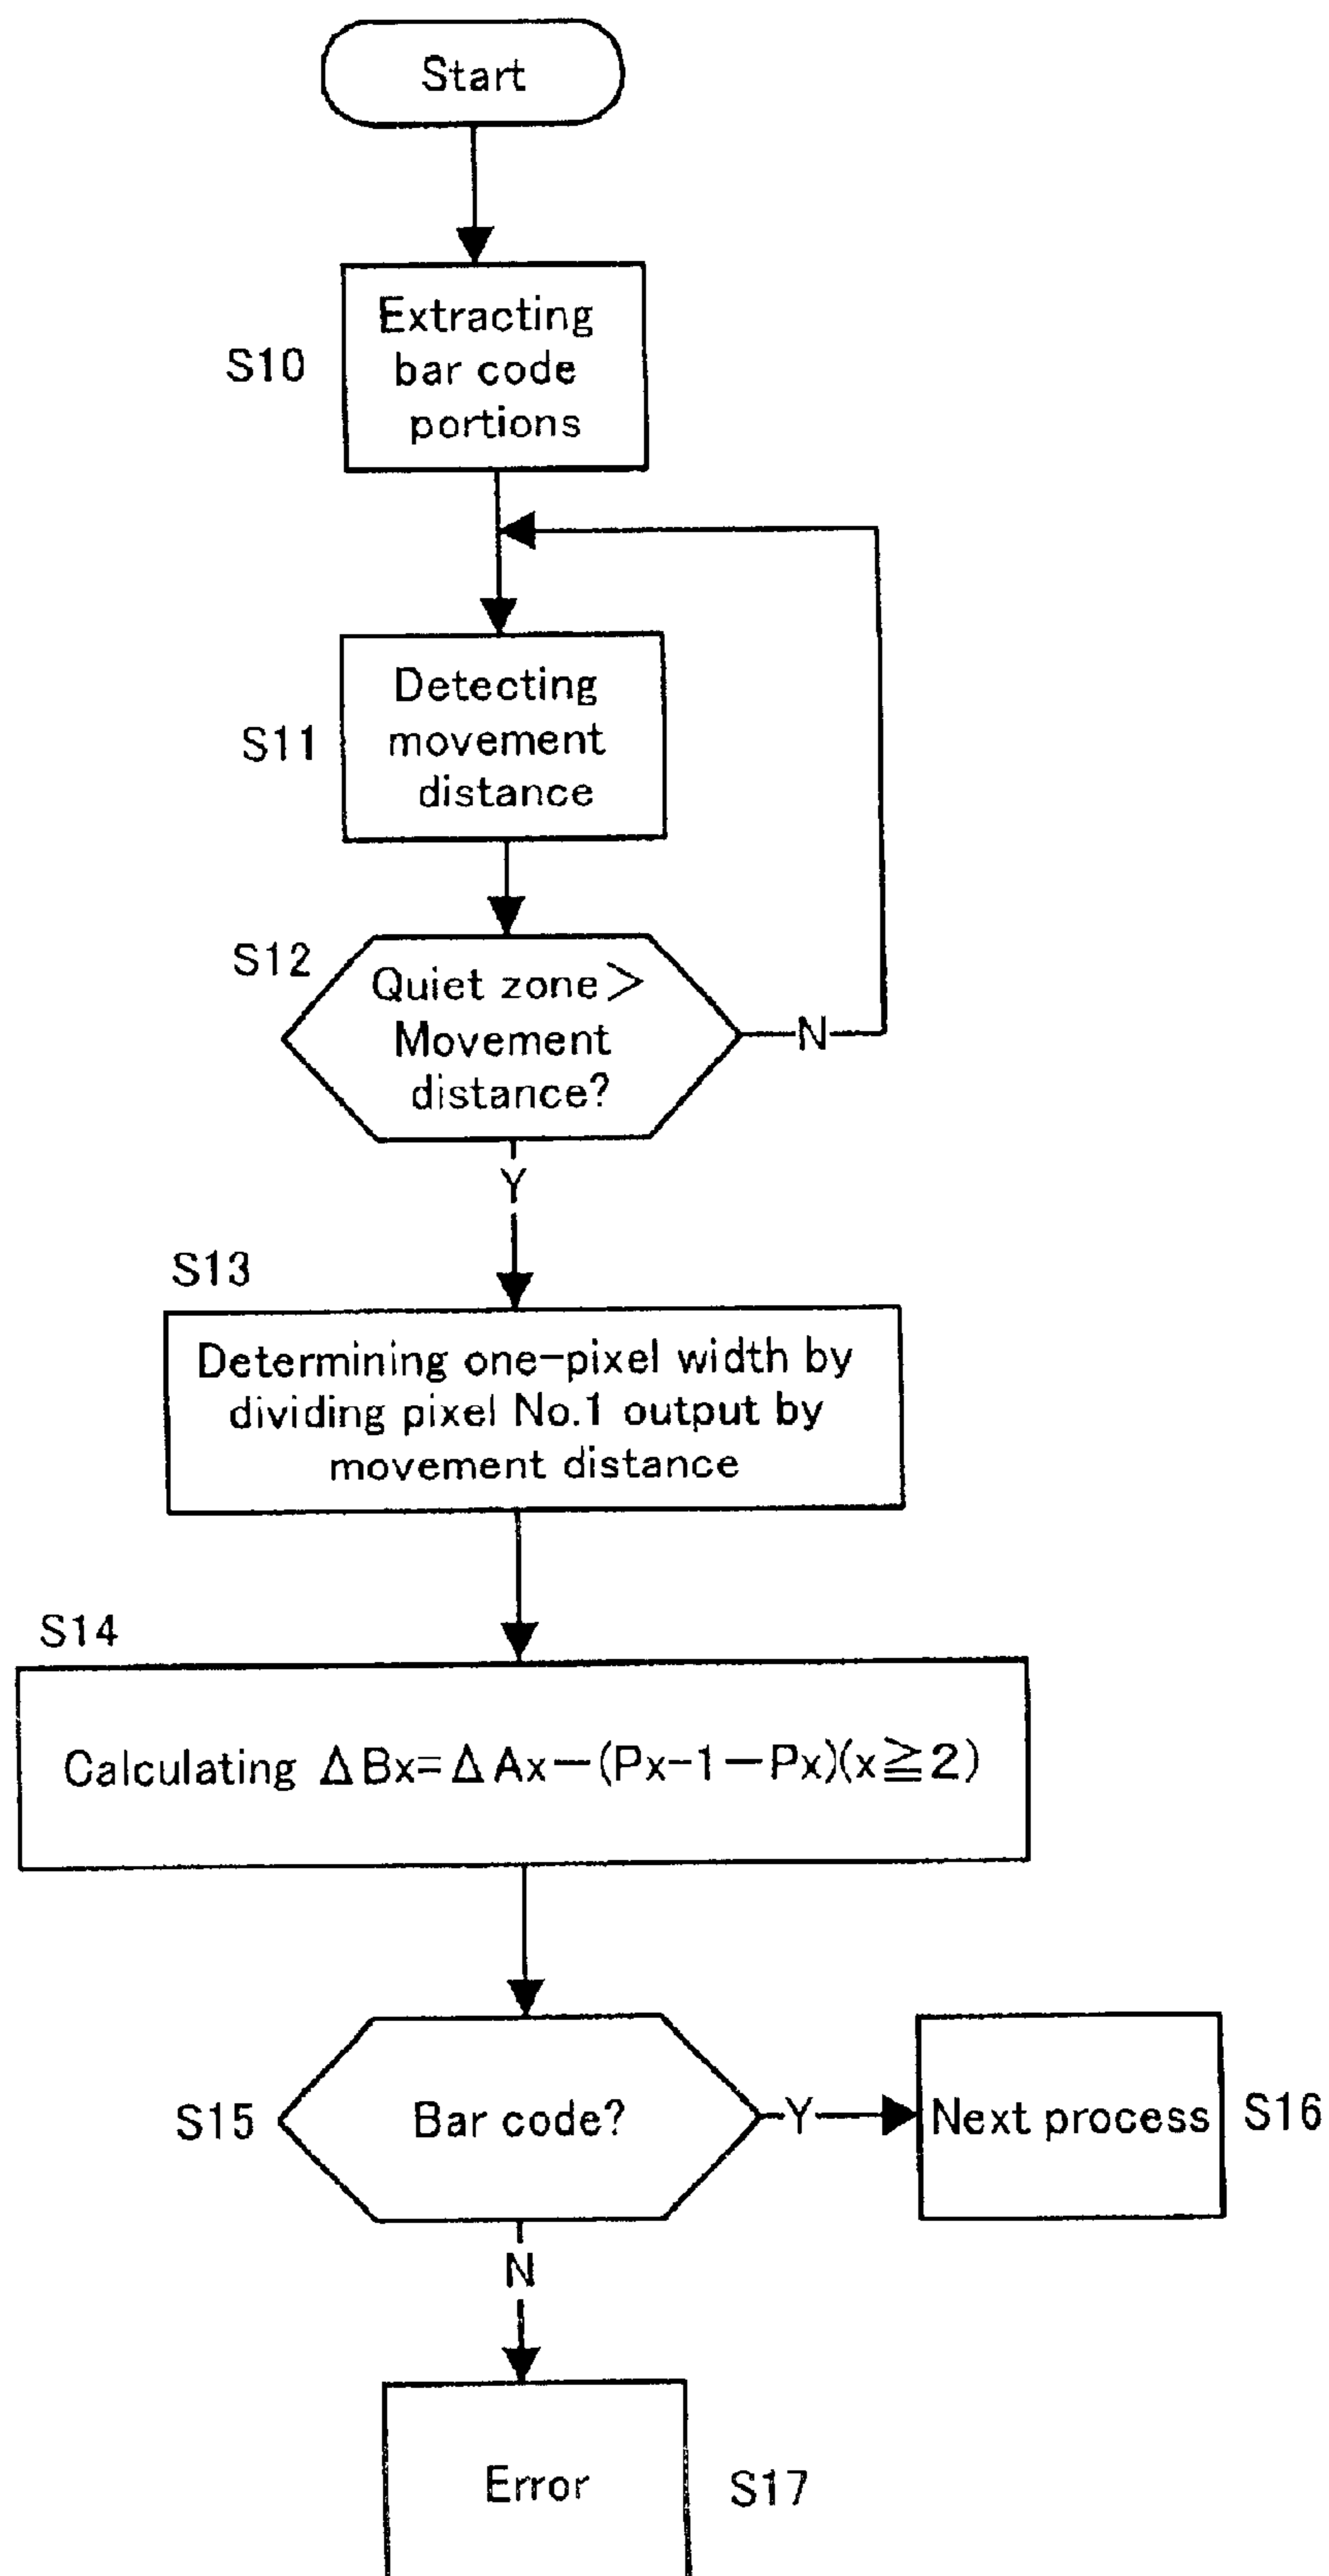 Start
S10
Extracting
bar code
portions
S11
Detecting
movement
distance
S12
Quiet zone >
Movement
distance?
N
Y
S13
Determining one-pixel width by
dividing pixel No.1 output by
movement distance
S14
Calculating ΔBx=ΔAx-(Px-1-Px)(x≧2)
S15
Bar code?
Y
Next process
S16
N
Error
S17